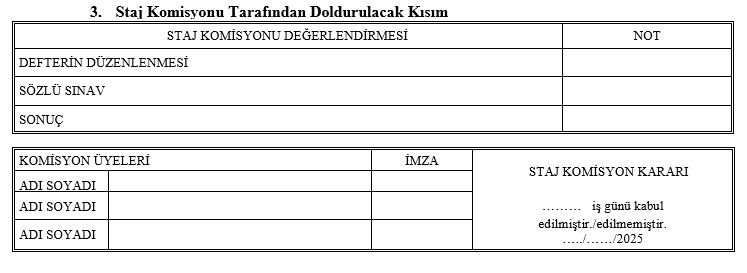 3. Staj Komisyonu Tarafından Doldurulacak Kısım
STAJ KOMİSYONU DEĞERLENDİRMESİ NOT
DEFTERİN DÜZENLENMESİ
SÖZLÜ SINAV
SONUÇ
KOMİSYON ÜYELERİ İMZA
ADI SOYADI
ADI SOYADI
ADI SOYADI
STAJ KOMİSYON KARARI
……… iş günü kabul
edilmiştir./edilmemiştir.
…../……/2025